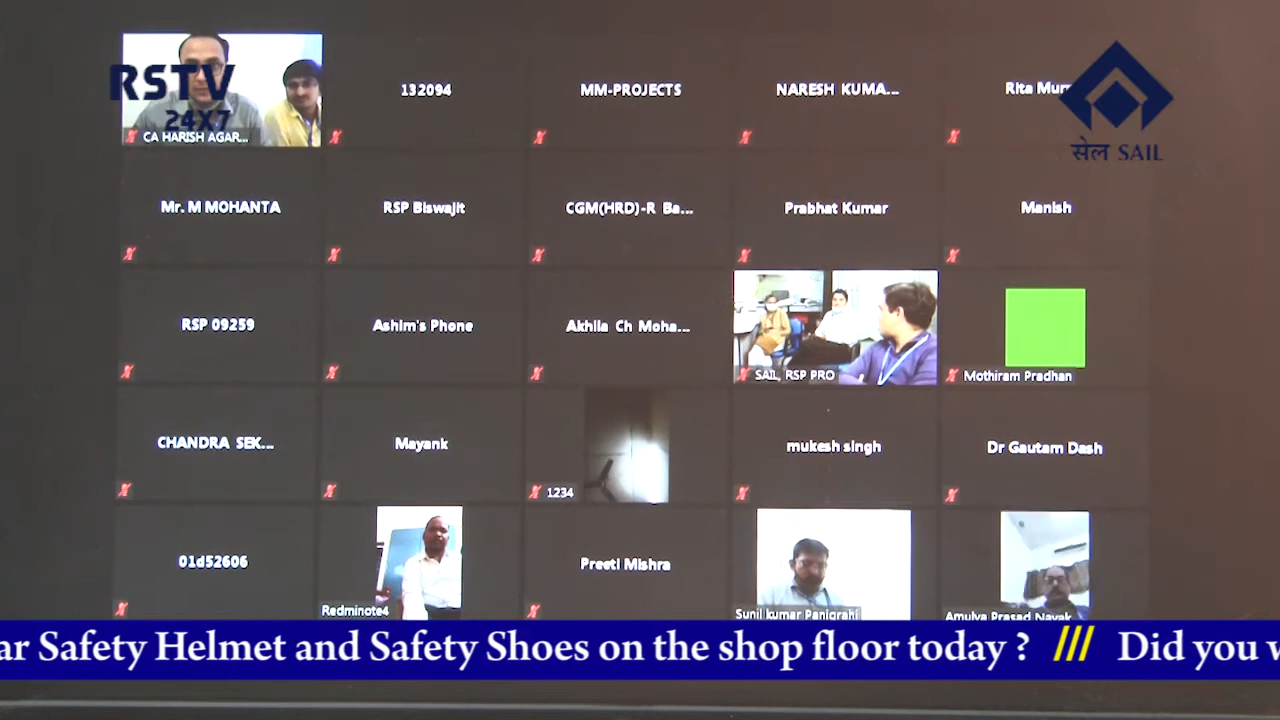 RSTV
24X7
CA HARISH AGAR...
132094
MM-PROJECTS
NARESH KUMA...
Rita
सेल SAIL
Mr. M MOHANTA
RSP Biswajit
CGM(HRD)-R Ba...
Prabhat Kumar
Manish
RSP 09259
Ashim's Phone
Akhila Ch Moha...
SAIL, RSP PRO
Mothiram Pradhan
CHANDRA SEK...
Mayank
1234
mukesh singh
Dr Gautam Dash
01d52606
Redminote4
Preeti Mishra
Sunil kumar Panigrahi
Amulya Prasad Nayak
ar Safety Helmet and Safety Shoes on the shop floor today ? /// Did you w